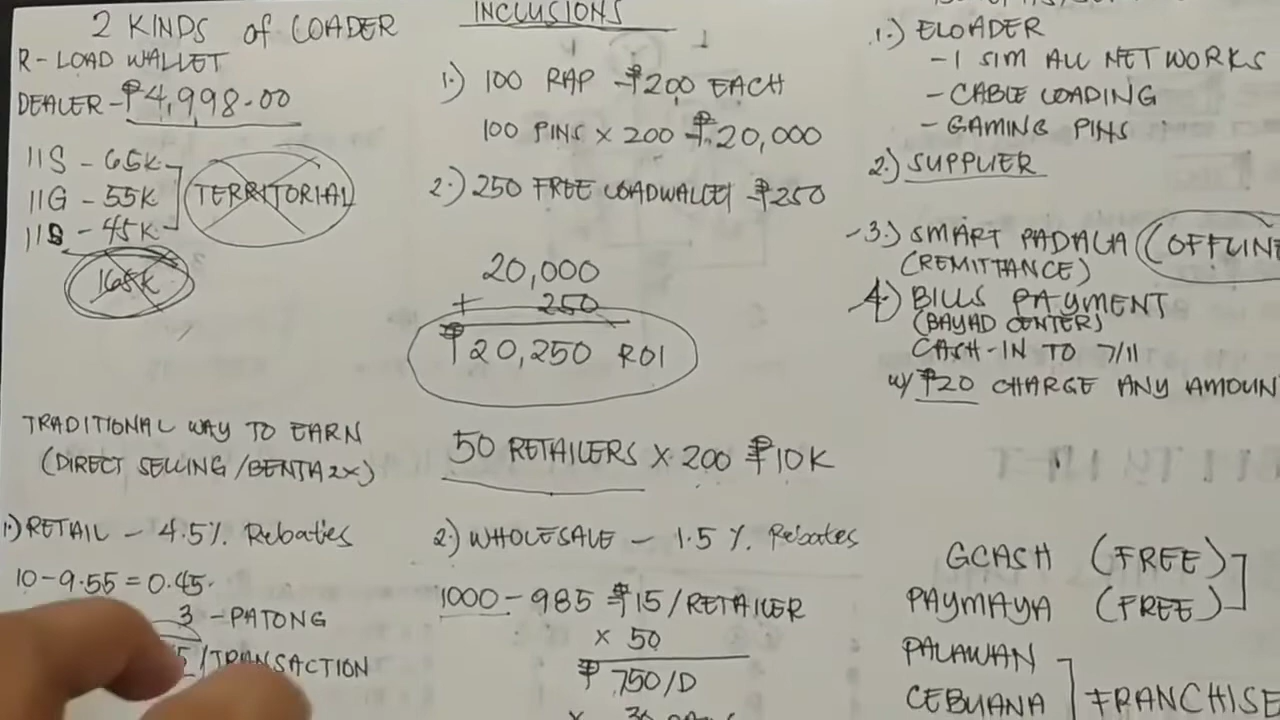 2 KINDS of LOADER
R-LOAD WALLET
DEALER - ₱4,998.00
11S - 65K
11G - 55K
11B - 45K
165K
TERRITORIAL
TRADITIONAL WAY TO EARN
(DIRECT SELLING / BENTA 2x)
1.) RETAIL - 4.5% Rebates
10-9.55 = 0.45
3 - PATONG
/TRANSACTION
INCLUSIONS
1.) 100 RAP - ₱200 EACH
100 PINS x 200 - ₱20,000
2.) 250 FREE LOADWALLET - ₱250
20,000
+ 250
₱20,250 ROI
50 RETAILERS x 200 ₱10K
2.) WHOLESALE - 1.5% Rebates
1000 - 985 = ₱15/RETAILER
x 50
₱750/D
x 30
1.) ELOADER
- 1 SIM ALL NETWORKS
- CABLE LOADING
- GAMING PINS
2.) SUPPLIER
- 3.) SMART PADALA (OFFLINE
(REMITTANCE)
4.) BILLS PAYMENT
(BAYAD CENTER)
CASH-IN TO 7/11
w/ ₱20 CHARGE ANY AMOUN
GCASH (FREE)
PAYMAYA (FREE)
PALAWAN
CEBUANA
FRANCHISE